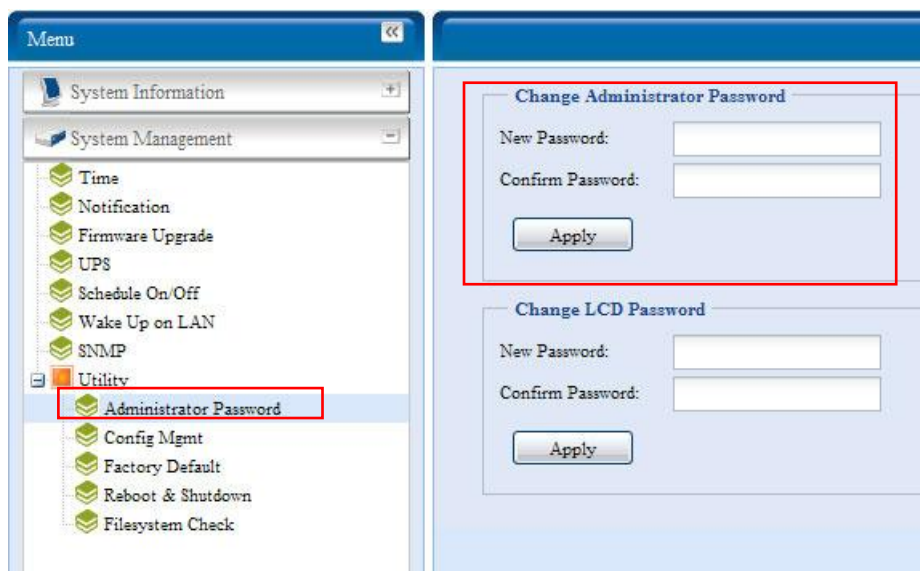 Menu
System Information
System Management
Time
Notification
Firmware Upgrade
UPS
Schedule On/Off
Wake Up on LAN
SNMP
Utility
Administrator Password
Config Mgmt
Factory Default
Reboot & Shutdown
Filesystem Check
Change Administrator Password
New Password:
Confirm Password:
Apply
Change LCD Password
New Password:
Confirm Password:
Apply